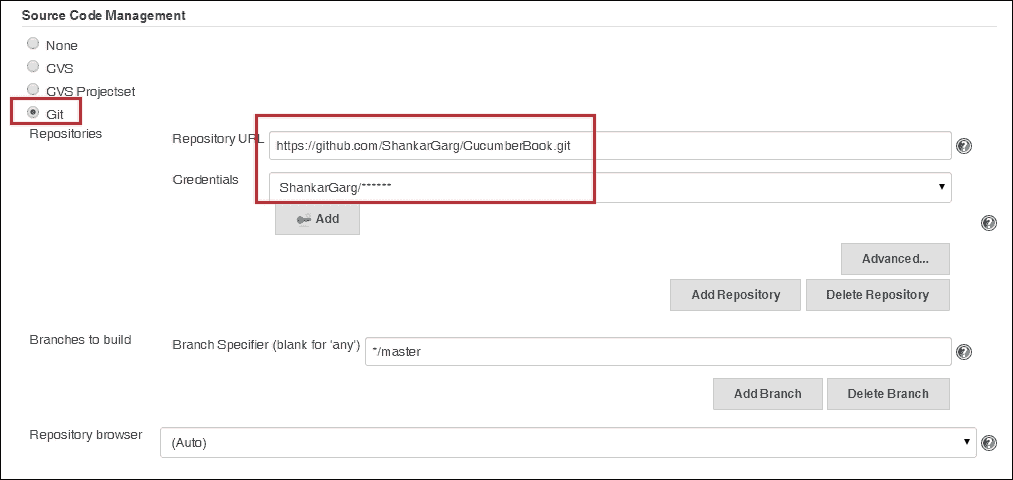 Source Code Management
None
CVS
CVS Projectset
Git
Repositories
Repository URL
https://github.com/ShankarGarg/CucumberBook.git
Credentials
ShankarGarg/******
Add
Advanced...
Add Repository
Delete Repository
Branches to build
Branch Specifier (blank for 'any')
*/master
Add Branch
Delete Branch
Repository browser
(Auto)